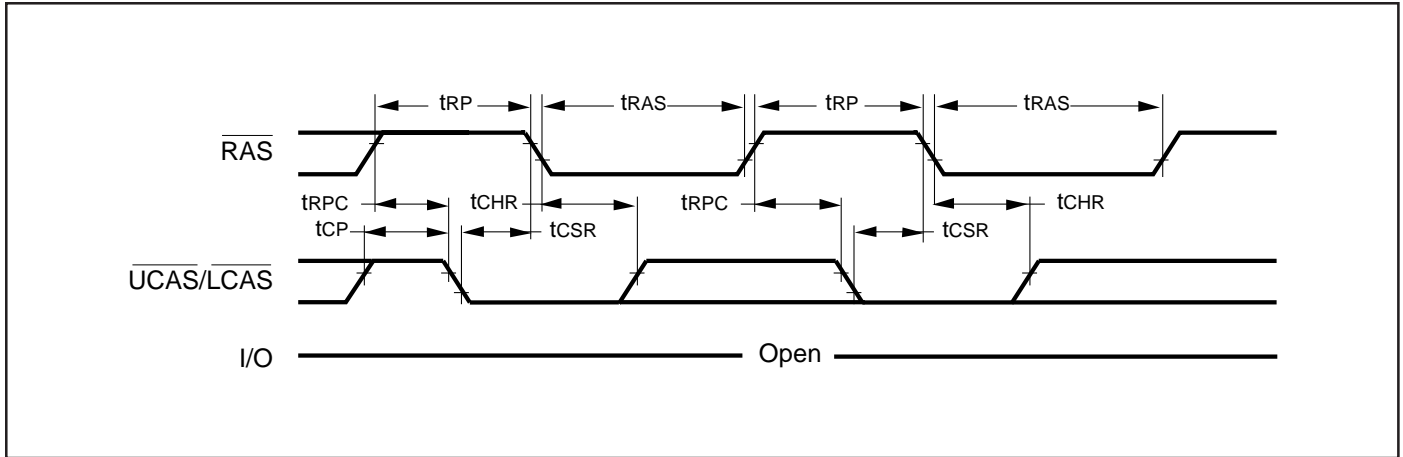 tRP tRAS tRP tRAS
RAS
tRPC tCHR tRPC tCHR
tCP tCSR tCSR
UCAS/LCAS
I/O Open